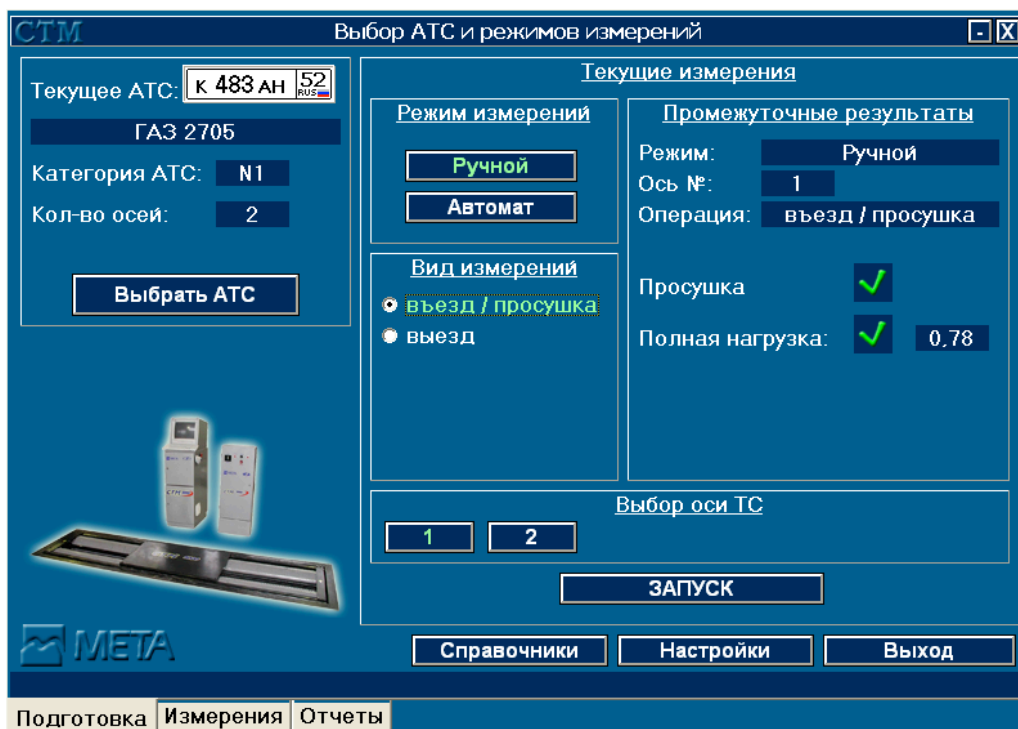 СТМ
Выбор АТС и режимов измерений
Текущее АТС: К 483 АН 52 RUS
ГАЗ 2705
Категория АТС: N1
Кол-во осей: 2
Выбрать АТС
Текущие измерения
Режим измерений
Ручной
Автомат
Вид измерений
въезд / просушка
выезд
Промежуточные результаты
Режим: Ручной
Ось №: 1
Операция: въезд / просушка
Просушка
Полная нагрузка: 0,78
Выбор оси ТС
1 2
ЗАПУСК
МЕТА
Справочники Настройки Выход
Подготовка Измерения Отчеты